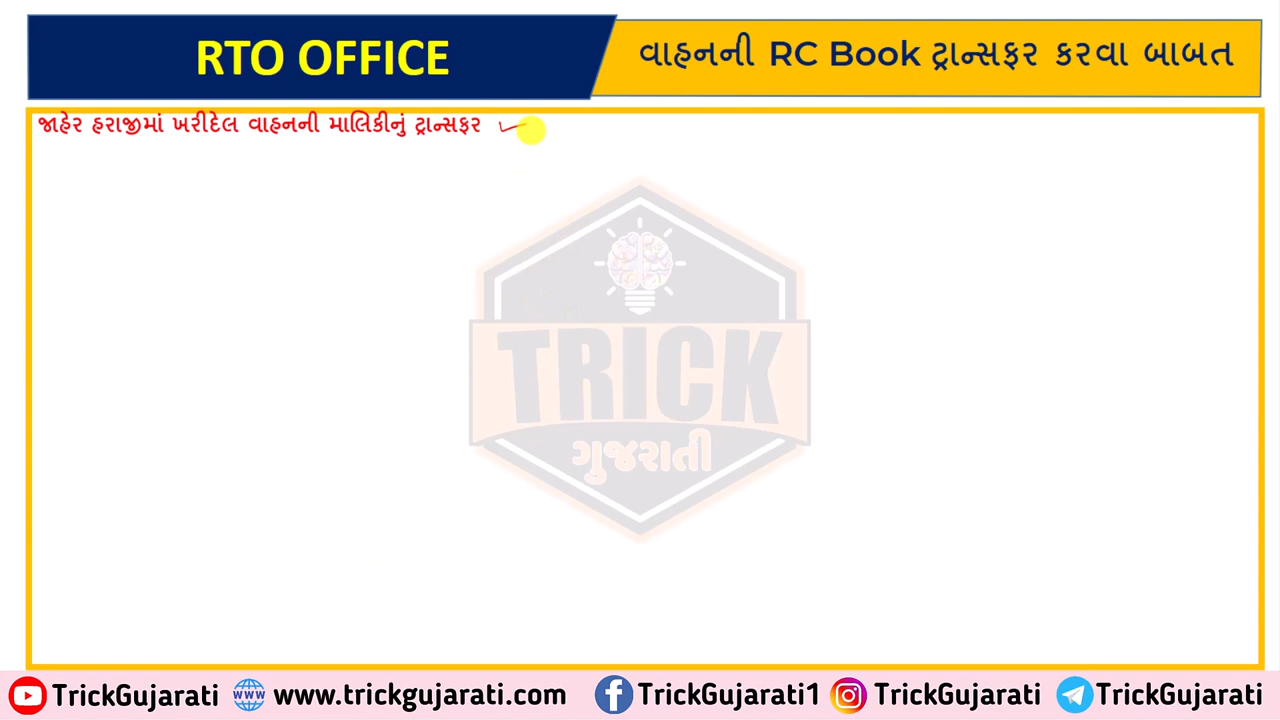 RTO OFFICE
વાહનની RC Book ટ્રાન્સફર કરવા બાબત
જાહેર હરાજીમાં ખરીદેલ વાહનની માલિકીનું ટ્રાન્સફર
TRICK
ગુજરાતી
TrickGujarati www.trickgujarati.com TrickGujarati1 TrickGujarati TrickGujarati